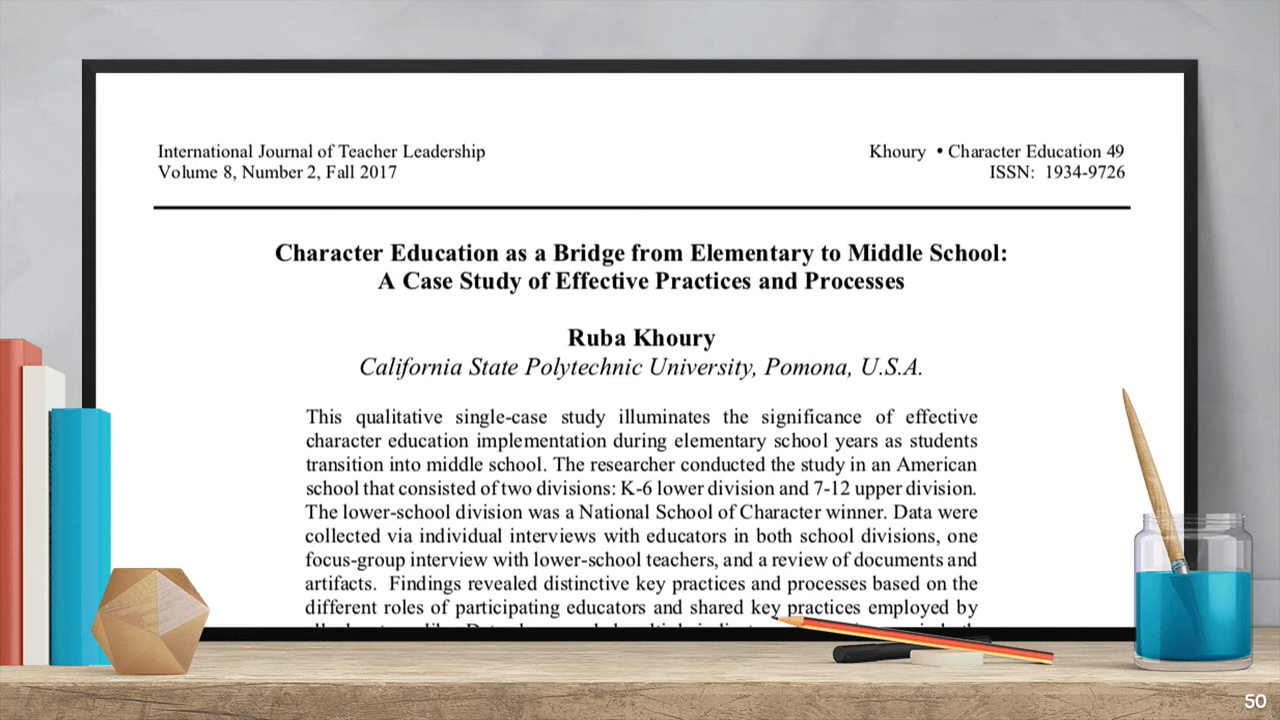 International Journal of Teacher Leadership
Khoury • Character Education 49
Volume 8, Number 2, Fall 2017
ISSN: 1934-9726
Character Education as a Bridge from Elementary to Middle School:
A Case Study of Effective Practices and Processes
Ruba Khoury
California State Polytechnic University, Pomona, U.S.A.
This qualitative single-case study illuminates the significance of effective
character education implementation during elementary school years as students
transition into middle school. The researcher conducted the study in an American
school that consisted of two divisions: K-6 lower division and 7-12 upper division.
The lower-school division was a National School of Character winner. Data were
collected via individual interviews with educators in both school divisions, one
focus-group interview with lower-school teachers, and a review of documents and
artifacts. Findings revealed distinctive key practices and processes based on the
different roles of participating educators and shared key practices employed by
50